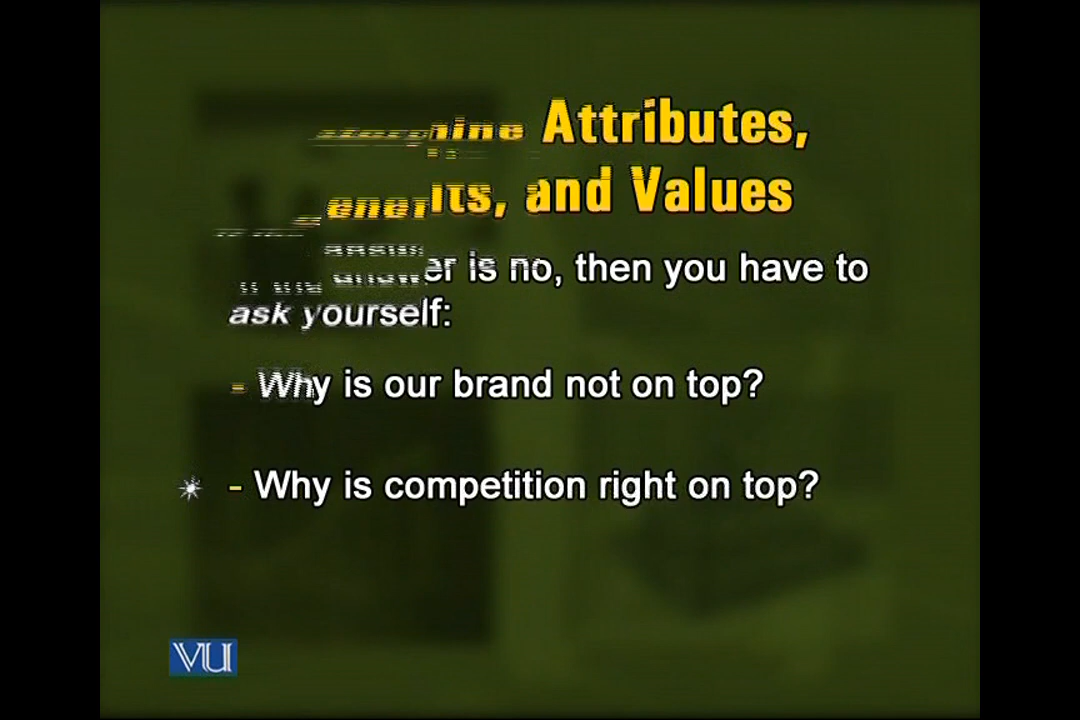 Attributes,
and Values
answer is no, then you have to
ask yourself:
- Why is our brand not on top?
- Why is competition right on top?
VU